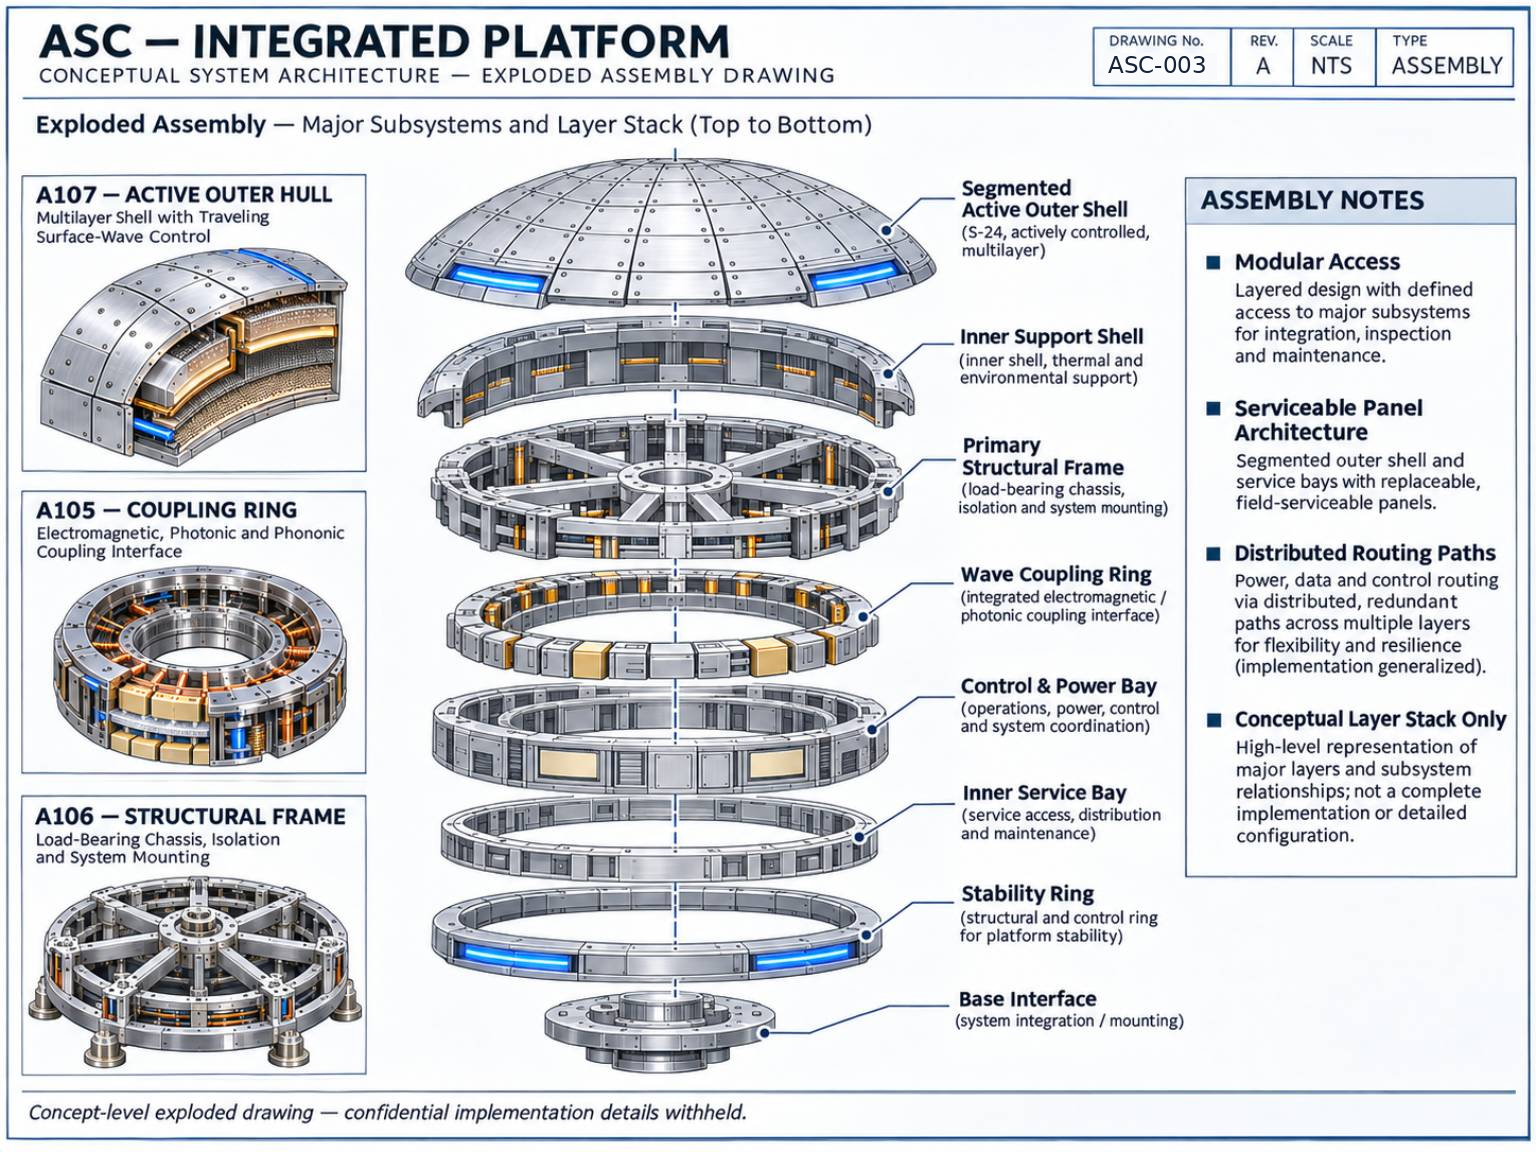 ASC — INTEGRATED PLATFORM
CONCEPTUAL SYSTEM ARCHITECTURE — EXPLODED ASSEMBLY DRAWING
DRAWING No.
ASC-003
REV.
A
SCALE
NTS
TYPE
ASSEMBLY
Exploded Assembly — Major Subsystems and Layer Stack (Top to Bottom)
A107 — ACTIVE OUTER HULL
Multilayer Shell with Traveling
Surface-Wave Control
A105 — COUPLING RING
Electromagnetic, Photonic and Phononic
Coupling Interface
A106 — STRUCTURAL FRAME
Load-Bearing Chassis, Isolation
and System Mounting
Segmented
Active Outer Shell
(S-24, actively controlled,
multilayer)
Inner Support Shell
(inner shell, thermal and
environmental support)
Primary
Structural Frame
(load-bearing chassis,
isolation and system mounting)
Wave Coupling Ring
(integrated electromagnetic /
photonic coupling interface)
Control & Power Bay
(operations, power, control
and system coordination)
Inner Service Bay
(service access, distribution
and maintenance)
Stability Ring
(structural and control ring
for platform stability)
Base Interface
(system integration / mounting)
ASSEMBLY NOTES
Modular Access
Layered design with defined
access to major subsystems
for integration, inspection
and maintenance.
Serviceable Panel
Architecture
Segmented outer shell and
service bays with replaceable,
field-serviceable panels.
Distributed Routing Paths
Power, data and control routing
via distributed, redundant
paths across multiple layers
for flexibility and resilience
(implementation generalized).
Conceptual Layer Stack Only
High-level representation of
major layers and subsystem
relationships; not a complete
implementation or detailed
configuration.
Concept-level exploded drawing — confidential implementation details withheld.